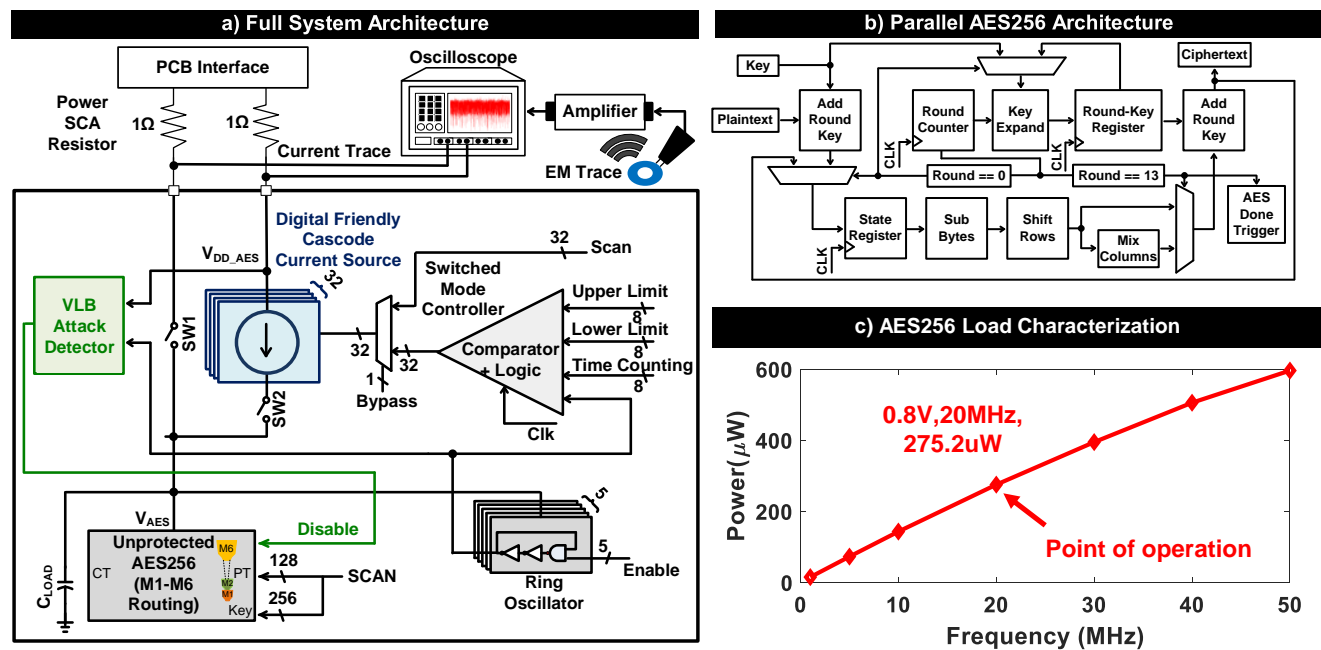 a) Full System Architecture
PCB Interface
Power
SCA
Resistor
1Ω
1Ω
Current Trace
Oscilloscope
Amplifier
EM Trace
Digital Friendly
Cascode
Current Source
V_DD_AES
32
VLB
Attack
Detector
SW1
SW2
32
Scan
Switched
Mode
Controller
32
32
1
Bypass
Comparator
+ Logic
Upper Limit
8
Lower Limit
8
Time Counting
8
Clk
5
Disable
V_AES
C_LOAD
Unprotected
AES256
(M1-M6
Routing)
CT
PT
Key
M6
M2
M1
128
SCAN
256
5
Enable
Ring
Oscillator
b) Parallel AES256 Architecture
Key
Ciphertext
Plaintext
Add
Round
Key
Round
Counter
CLK
Key
Expand
Round-Key
Register
CLK
Add
Round
Key
Round == 0
Round == 13
AES
Done
Trigger
State
Register
CLK
Sub
Bytes
Shift
Rows
Mix
Columns
c) AES256 Load Characterization
600
400
200
0
Power(μW)
0.8V,20MHz,
275.2uW
Point of operation
0
10
20
30
40
50
Frequency (MHz)